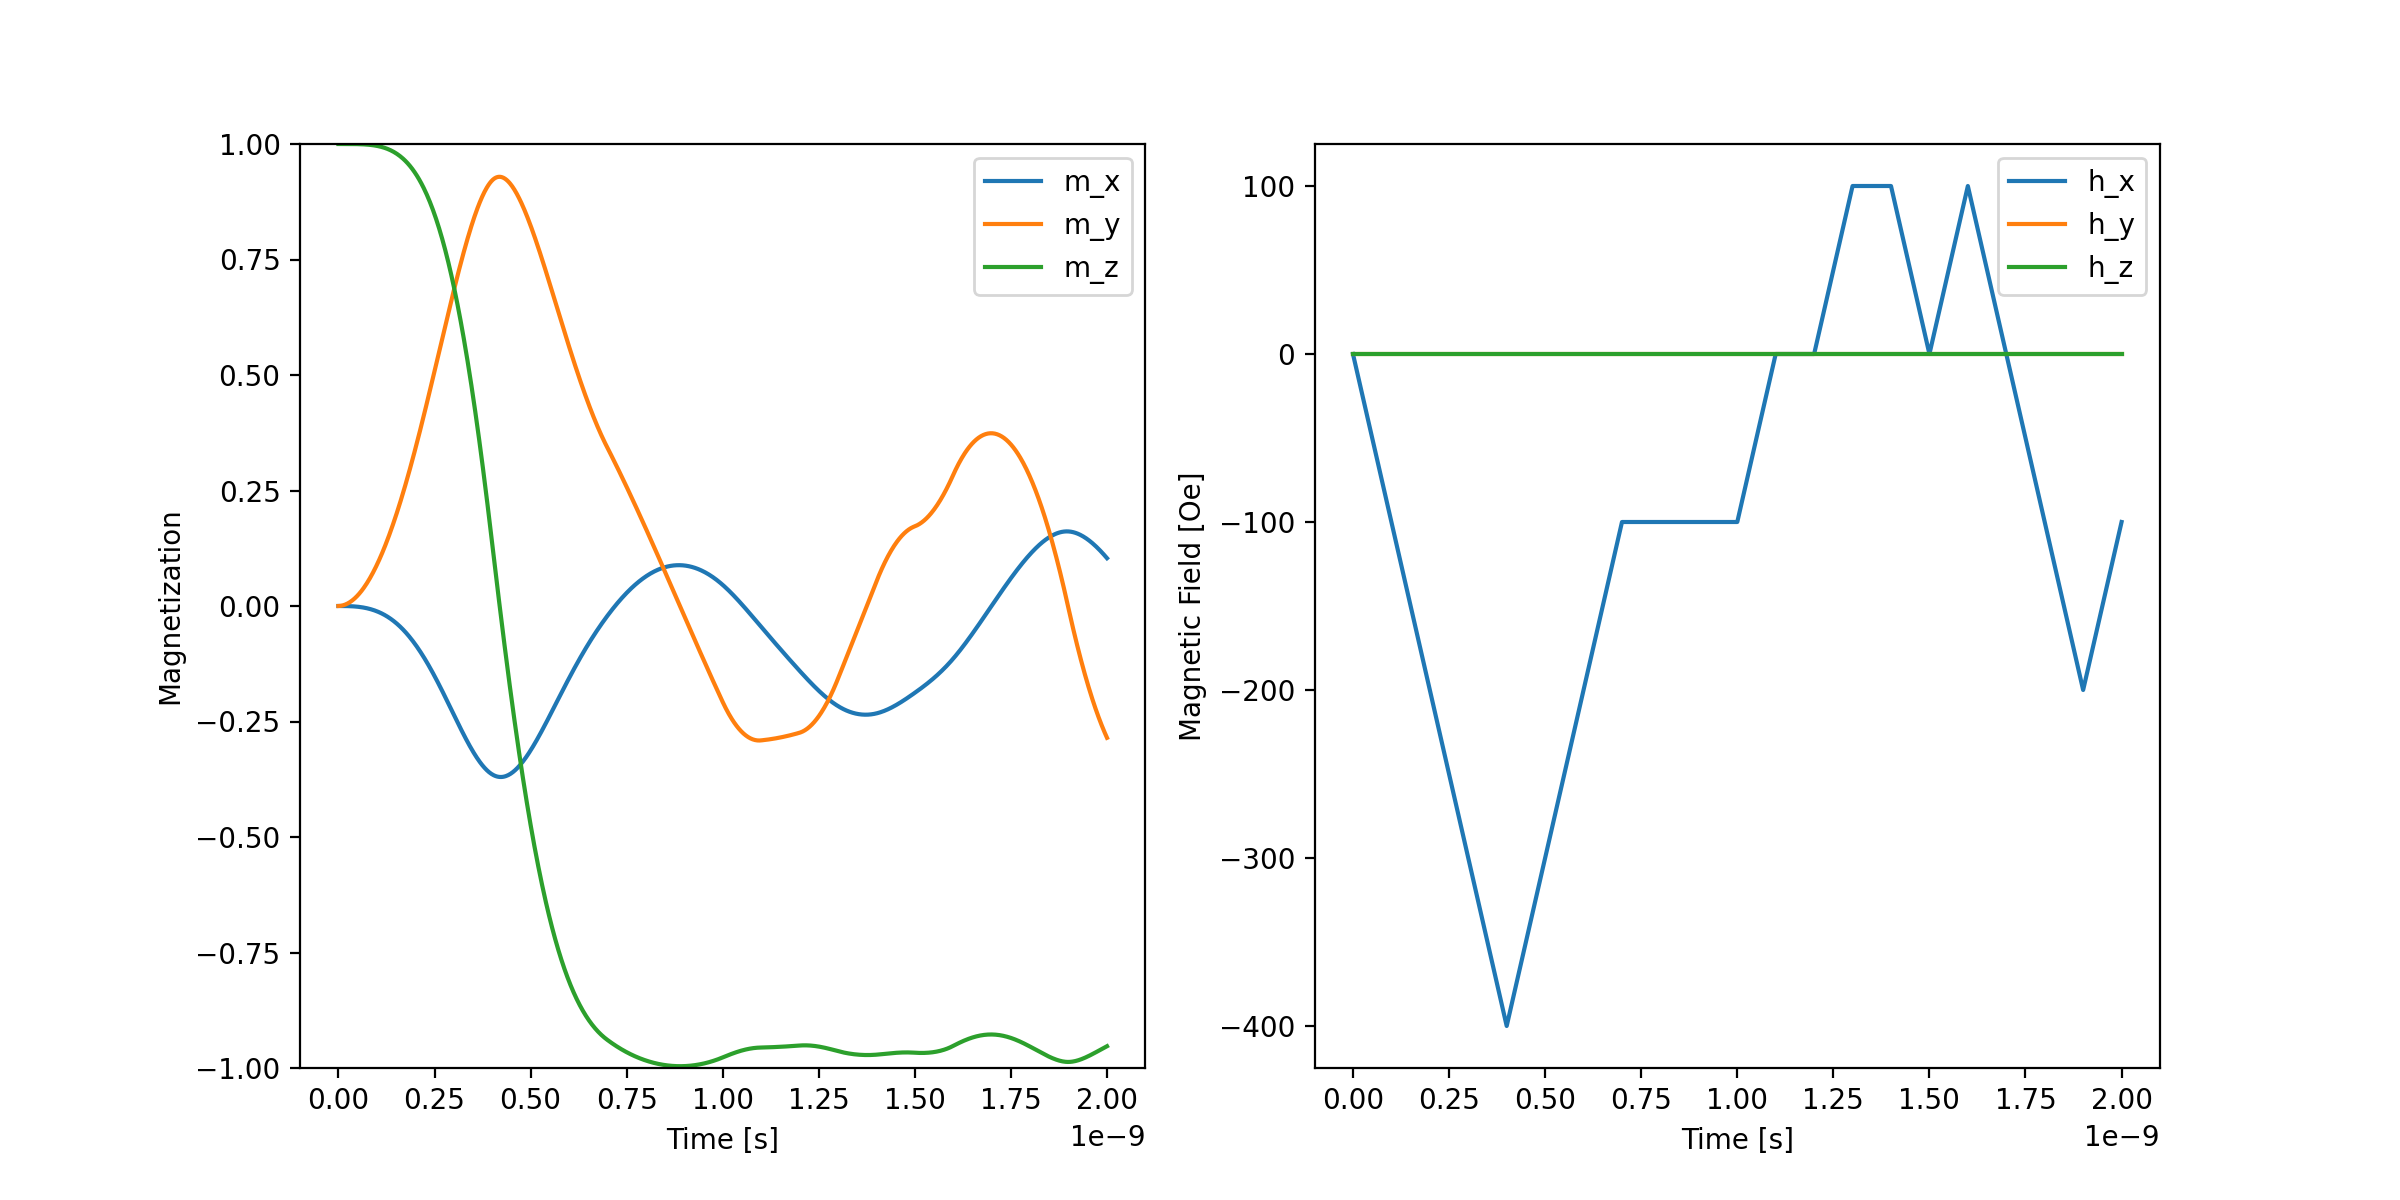 Magnetization
1.00
0.75
0.50
0.25
0.00
−0.25
−0.50
−0.75
−1.00
m_x
m_y
m_z
0.00 0.25 0.50 0.75 1.00 1.25 1.50 1.75 2.00
1e−9
Time [s]
Magnetic Field [Oe]
100
0
−100
−200
−300
−400
h_x
h_y
h_z
0.00 0.25 0.50 0.75 1.00 1.25 1.50 1.75 2.00
1e−9
Time [s]